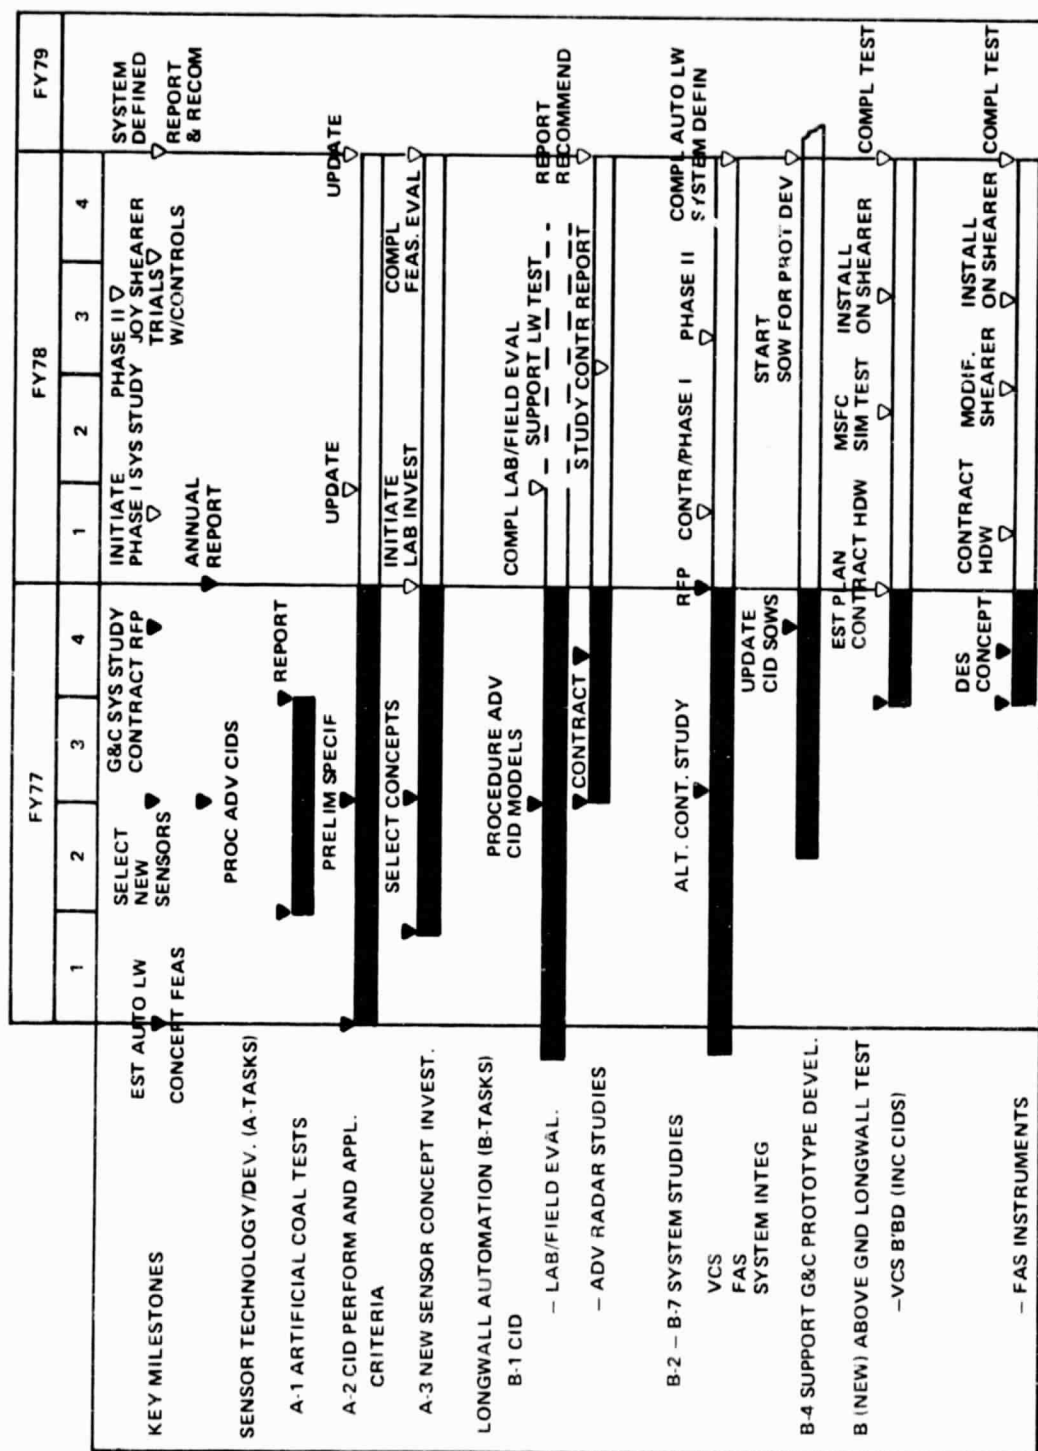 FY77 FY78 FY79
1 2 3 4 1 2 3 4
KEY MILESTONES
EST AUTO LW
CONCEPT FEAS
SELECT
NEW
SENSORS
PROC ADV CIDS
G&C SYS STUDY
CONTRACT RFP
ANNUAL
REPORT
INITIATE
PHASE I SYS STUDY
PHASE II
JOY SHEARER
TRIALS
W/CONTROLS
SYSTEM
DEFINED
REPORT
& RECOM
SENSOR TECHNOLOGY/DEV. (A-TASKS)
A-1 ARTIFICIAL COAL TESTS
REPORT
A-2 CID PERFORM AND APPL.
CRITERIA
PRELIM SPECIF
UPDATE
UPDATE
A-3 NEW SENSOR CONCEPT INVEST.
SELECT CONCEPTS
INITIATE
LAB INVEST
COMPL
FEAS. EVAL
LONGWALL AUTOMATION (B-TASKS)
B-1 CID
– LAB/FIELD EVAL.
PROCEDURE ADV
CID MODELS
COMPL LAB/FIELD EVAL
SUPPORT LW TEST
REPORT
RECOMMEND
– ADV RADAR STUDIES
CONTRACT
STUDY CONTR REPORT
B-2 – B-7 SYSTEM STUDIES
VCS
FAS
SYSTEM INTEG
ALT. CONT. STUDY
RFP
CONTR/PHASE I
PHASE II
COMPL AUTO LW
SYSTEM DEFIN
B-4 SUPPORT G&C PROTOTYPE DEVEL.
UPDATE
CID SOWS
START
SOW FOR PROT DEV
B (NEW) ABOVE GND LONGWALL TEST
–VCS B'BD (INC CIDS)
EST PLAN
CONTRACT HDW
MSFC
SIM TEST
INSTALL
ON SHEARER
COMPL TEST
– FAS INSTRUMENTS
DES
CONCEPT
CONTRACT
HDW
MODIF.
SHEARER
INSTALL
ON SHEARER
COMPL TEST